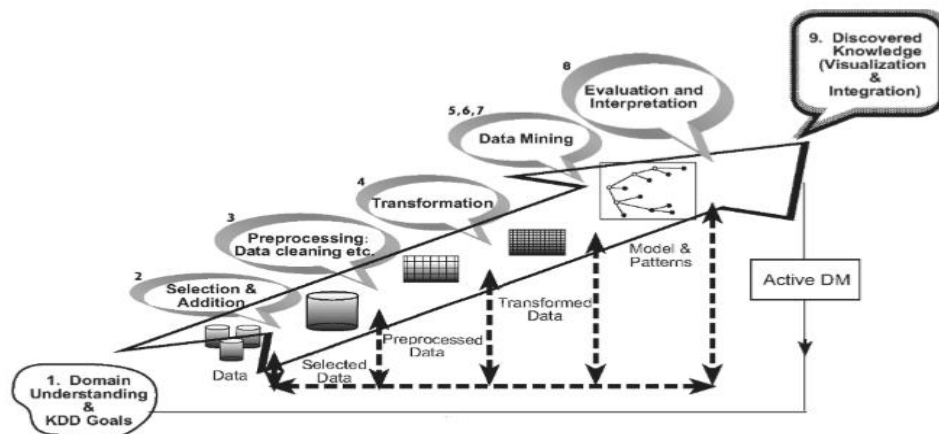 9. Discovered
Knowledge
(Visualization
&
Integration)
8
Evaluation and
Interpretation
5,6,7
Data Mining
4
Transformation
3
Preprocessing:
Data cleaning etc.
2
Selection &
Addition
1. Domain
Understanding
&
KDD Goals
Data
Selected
Data
Preprocessed
Data
Transformed
Data
Model &
Patterns
Active DM